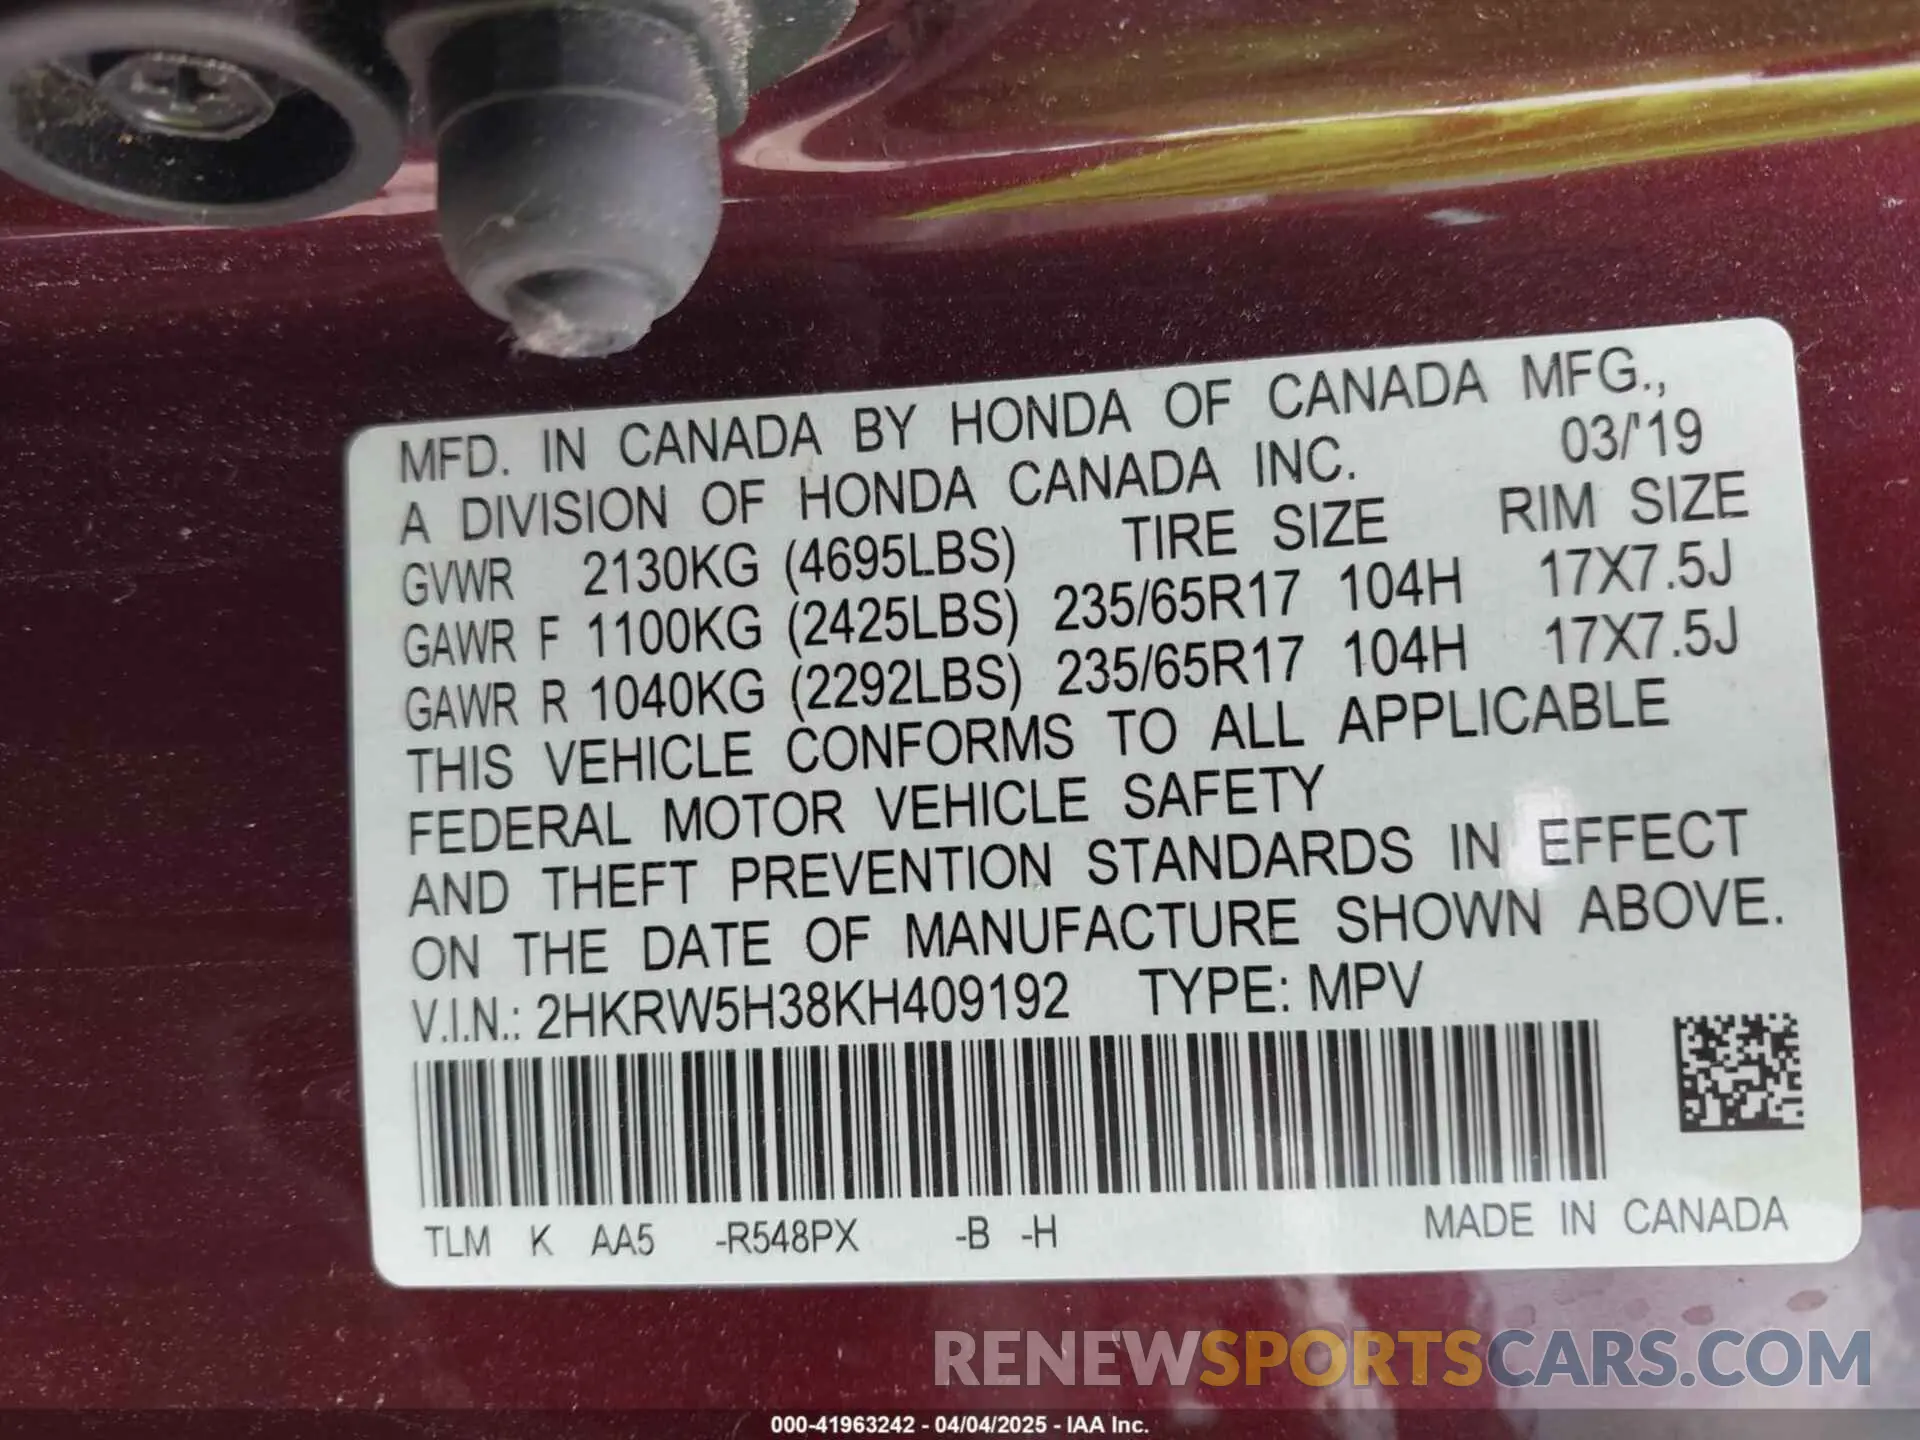 MFD. IN CANADA BY HONDA OF CANADA MFG.,
A DIVISION OF HONDA CANADA INC. 03/'19
GVWR 2130KG (4695LBS) TIRE SIZE RIM SIZE
GAWR F 1100KG (2425LBS) 235/65R17 104H 17X7.5J
GAWR R 1040KG (2292LBS) 235/65R17 104H 17X7.5J
THIS VEHICLE CONFORMS TO ALL APPLICABLE
FEDERAL MOTOR VEHICLE SAFETY
AND THEFT PREVENTION STANDARDS IN EFFECT
ON THE DATE OF MANUFACTURE SHOWN ABOVE.
V.I.N.: 2HKRW5H38KH409192 TYPE: MPV
TLM K AA5 -R548PX -B -H MADE IN CANADA
RENEWSPORTSCARS.COM
000-41963242 - 04/04/2025 - IAA Inc.